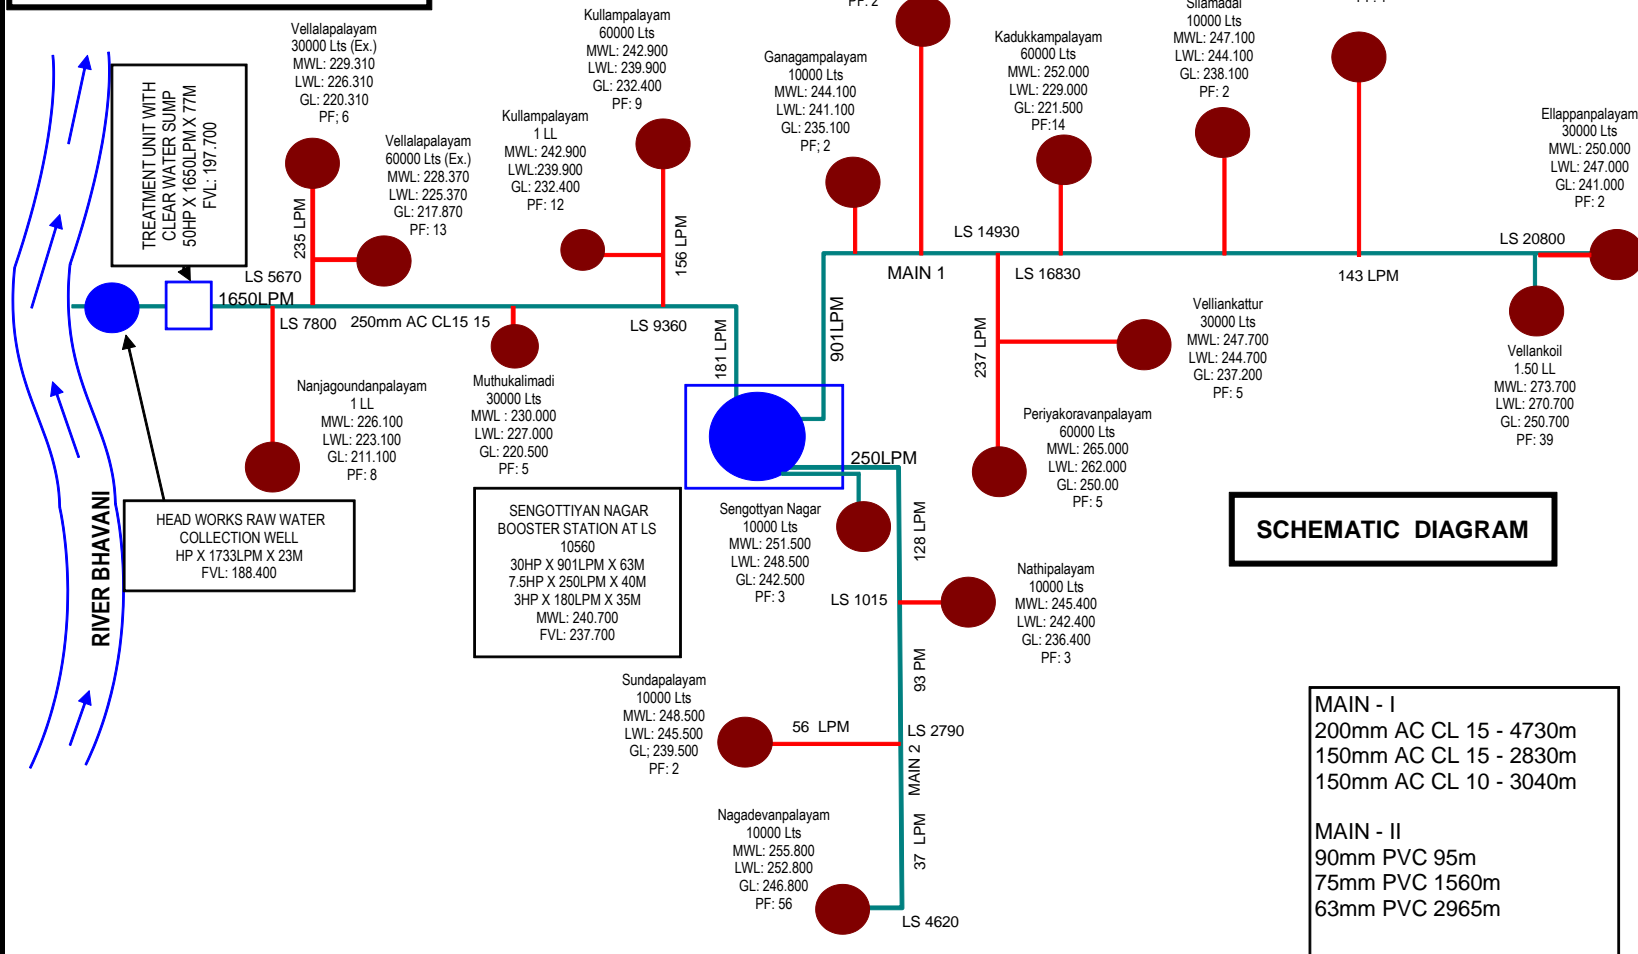 Vellalapalayam
30000 Lts (Ex.)
MWL: 229.310
LWL: 226.310
GL: 220.310
PF; 6
Kullampalayam
60000 Lts
MWL: 242.900
LWL: 239.900
GL: 232.400
PF: 9
PF: 2
Silamadai
10000 Lts
MWL: 247.100
LWL: 244.100
GL: 238.100
PF: 2
Ganagampalayam
10000 Lts
MWL: 244.100
LWL: 241.100
GL: 235.100
PF; 2
Kadukkampalayam
60000 Lts
MWL: 252.000
LWL: 229.000
GL: 221.500
PF:14
Ellappanpalayam
30000 Lts
MWL: 250.000
LWL: 247.000
GL: 241.000
PF: 2
TREATMENT UNIT WITH
CLEAR WATER SUMP
50HP X 1650LPM X 77M
FVL: 197.700
Vellalapalayam
60000 Lts (Ex.)
MWL: 228.370
LWL: 225.370
GL: 217.870
PF: 13
Kullampalayam
1 LL
MWL: 242.900
LWL:239.900
GL: 232.400
PF: 12
235 LPM
156 LPM
LS 14930
LS 20800
LS 5670
1650LPM
LS 7800
250mm AC CL15 15
LS 9360
MAIN 1
LS 16830
143 LPM
181 LPM
901LPM
237 LPM
Velliankattur
30000 Lts
MWL: 247.700
LWL: 244.700
GL: 237.200
PF: 5
Vellankoil
1.50 LL
MWL: 273.700
LWL: 270.700
GL: 250.700
PF: 39
Nanjagoundanpalayam
1 LL
MWL: 226.100
LWL: 223.100
GL: 211.100
PF: 8
Muthukalimadi
30000 Lts
MWL : 230.000
LWL: 227.000
GL: 220.500
PF: 5
Periyakoravanpalayam
60000 Lts
MWL: 265.000
LWL: 262.000
GL: 250.00
PF: 5
250LPM
RIVER BHAVANI
HEAD WORKS RAW WATER
COLLECTION WELL
HP X 1733LPM X 23M
FVL: 188.400
SENGOTTIYAN NAGAR
BOOSTER STATION AT LS
10560
30HP X 901LPM X 63M
7.5HP X 250LPM X 40M
3HP X 180LPM X 35M
MWL: 240.700
FVL: 237.700
Sengottyan Nagar
10000 Lts
MWL: 251.500
LWL: 248.500
GL: 242.500
PF: 3
128 LPM
SCHEMATIC DIAGRAM
LS 1015
Nathipalayam
10000 Lts
MWL: 245.400
LWL: 242.400
GL: 236.400
PF: 3
93 PM
Sundapalayam
10000 Lts
MWL: 248.500
LWL: 245.500
GL; 239.500
PF: 2
56 LPM
LS 2790
MAIN 2
37 LPM
Nagadevanpalayam
10000 Lts
MWL: 255.800
LWL: 252.800
GL: 246.800
PF: 56
LS 4620
MAIN - I
200mm AC CL 15 - 4730m
150mm AC CL 15 - 2830m
150mm AC CL 10 - 3040m
MAIN - II
90mm PVC 95m
75mm PVC 1560m
63mm PVC 2965m